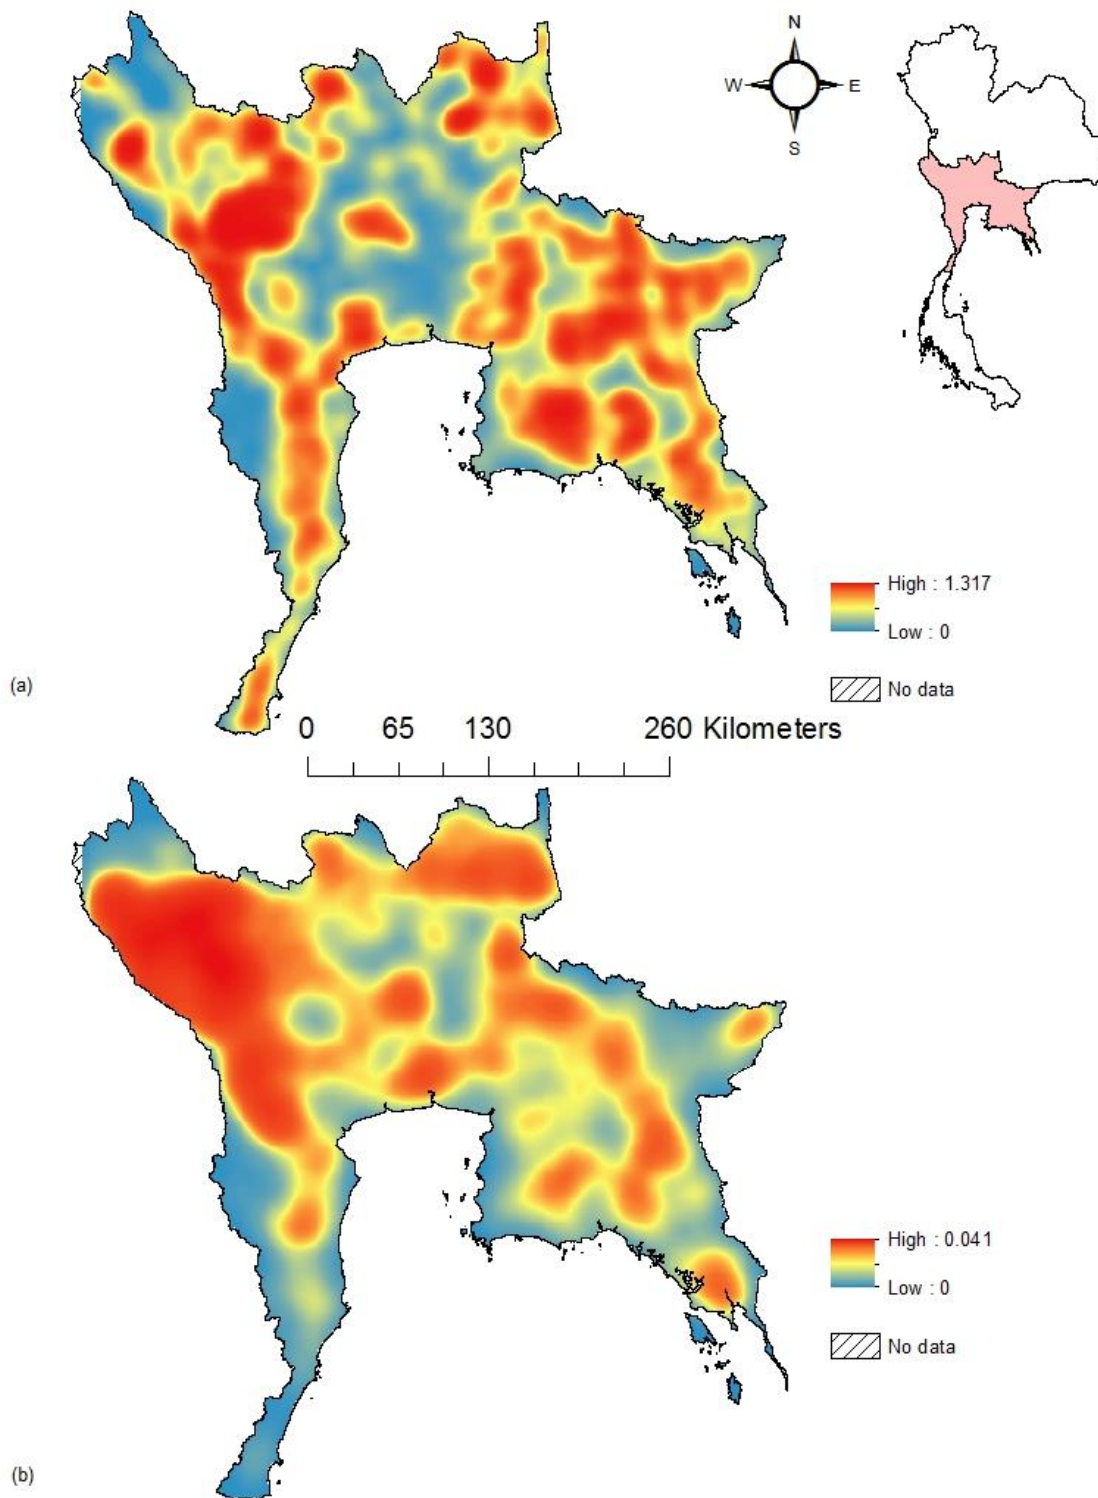 N
W E
S
High : 1.317
Low : 0
(a)
No data
0 65 130 260 Kilometers
High : 0.041
Low : 0
No data
(b)